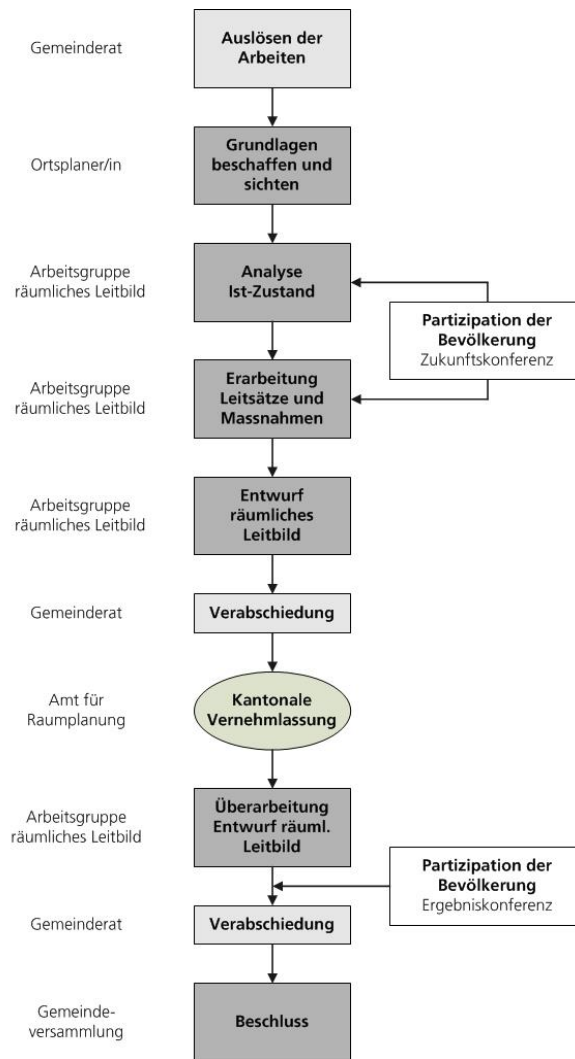 Gemeinderat
Auslösen der
Arbeiten
Ortsplaner/in
Grundlagen
beschaffen und
sichten
Arbeitsgruppe
räumliches Leitbild
Analyse
Ist-Zustand
Partizipation der
Bevölkerung
Zukunftskonferenz
Arbeitsgruppe
räumliches Leitbild
Erarbeitung
Leitsätze und
Massnahmen
Arbeitsgruppe
räumliches Leitbild
Entwurf
räumliches
Leitbild
Gemeinderat
Verabschiedung
Amt für
Raumplanung
Kantonale
Vernehmlassung
Arbeitsgruppe
räumliches Leitbild
Überarbeitung
Entwurf räuml.
Leitbild
Partizipation der
Bevölkerung
Ergebniskonferenz
Gemeinderat
Verabschiedung
Gemeinde-
versammlung
Beschluss